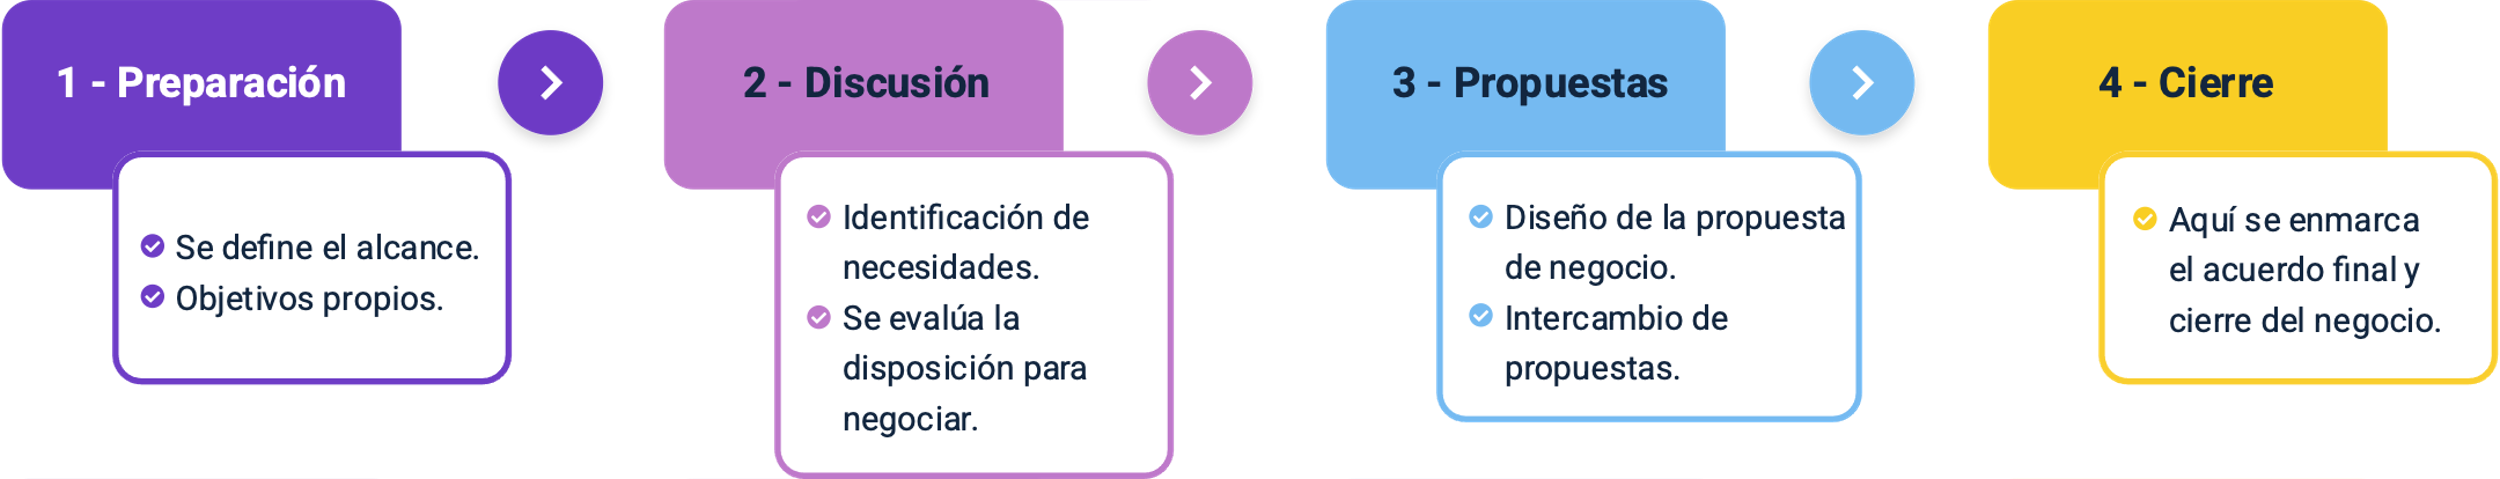 1 - Preparación
Se define el alcance.
Objetivos propios.
2 - Discusión
Identificación de
necesidades.
Se evalúa la
disposición para
negociar.
3 - Propuestas
Diseño de la propuesta
de negocio.
Intercambio de
propuestas.
4 - Cierre
Aquí se enmarca
el acuerdo final y
cierre del negocio.